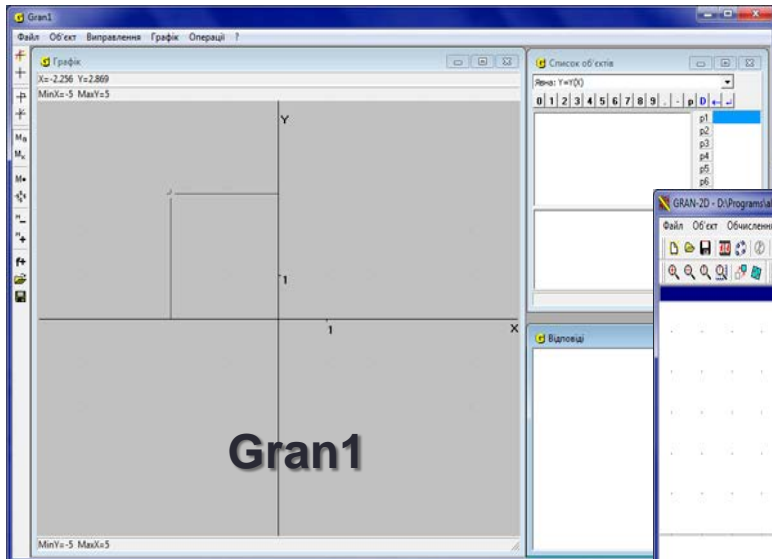 Gran1
Файл Об'єкт Виправлення Графік Операції ?
Графік
X=-2.256 Y=2.869
MinX=-5 MaxY=5
Y
1
1
X
Gran1
MinY=-5 MaxX=5
Список об'єктів
Явна: Y=Y(X)
0 1 2 3 4 5 6 7 8 9 . - p D
p1
p2
p3
p4
p5
p6
Відповіді
GRAN-2D - D:\Programs\al
Файл Об'єкт Обчислення